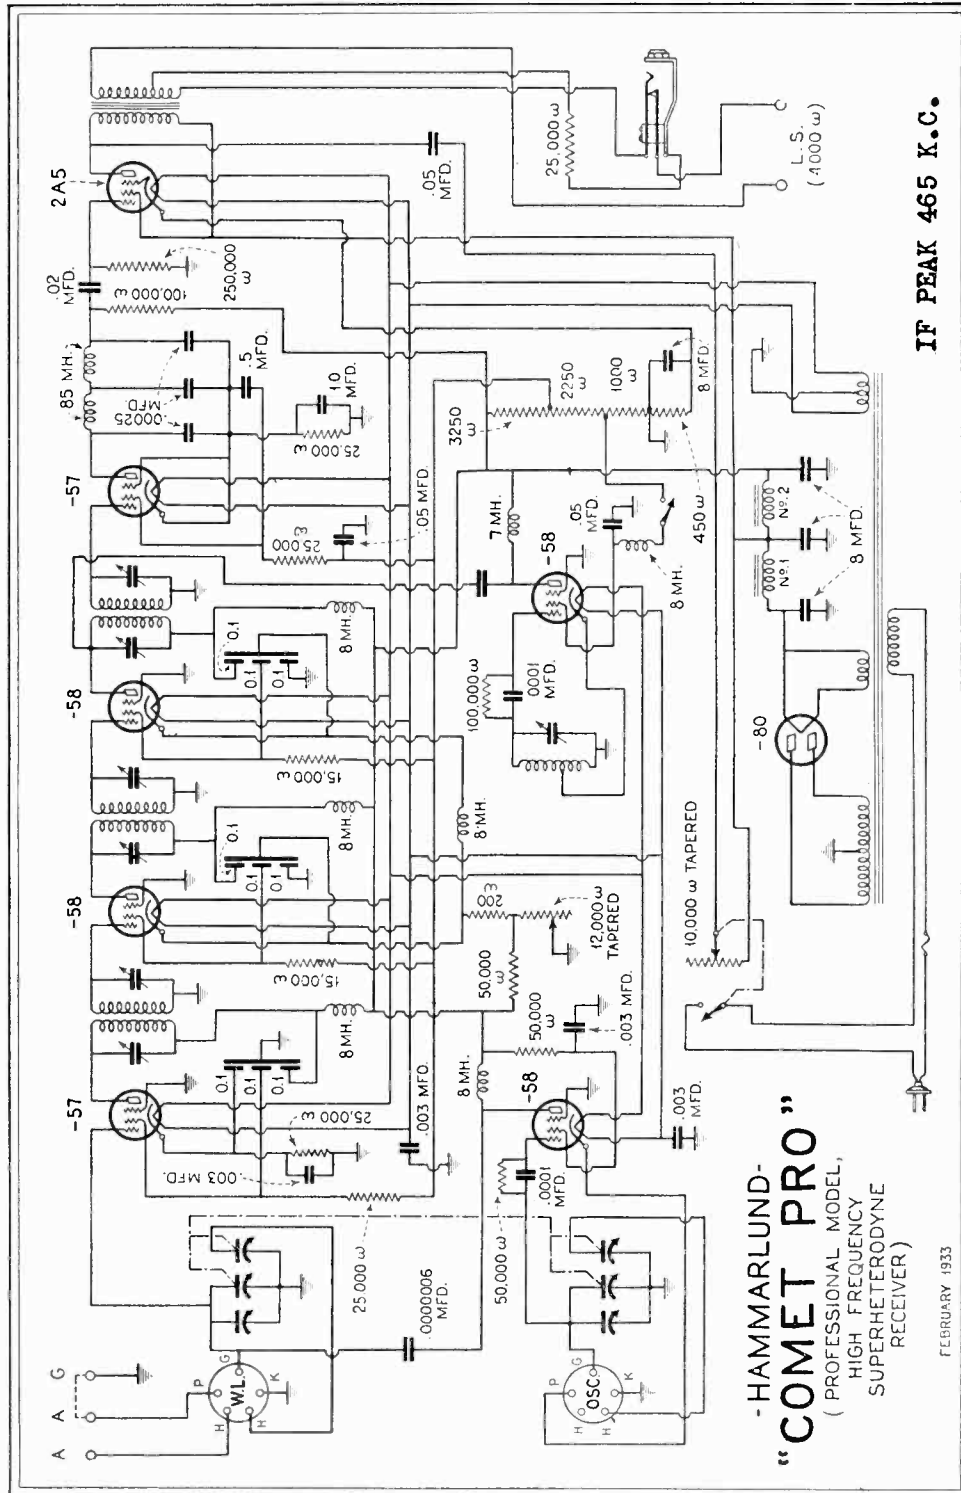 A
A
G
W.L.
P
G
H
H
K
.0000006
MFD.
25,000 ω
-57
.003 MFD.
25,000 ω
0.1
0.1
0.1
8 MH.
.003 MFD.
-58
15,000 ω
0.1
0.1
0.1
8 MH.
-58
15,000 ω
0.1
0.1
0.1
8 MH.
8 MH.
-57
85 MH.
.00025
MFD.
.5
MFD.
10
MFD.
25,000 ω
25,000
ω
.05 MFD.
.02
MFD.
100,000 ω
250,000
ω
2A5
.05
MFD.
25,000 ω
L.S.
(4000 ω)
OSC
P
G
H
H
K
50,000 ω
.0001
MFD.
-58
8 MH.
50,000
ω
.003 MFD.
.003
MFD.
50,000
ω
200 ω
12,000 ω
TAPERED
100,000 ω
.0001
MFD.
-58
7 MH.
.05
MFD.
8 MH.
3250
ω
2250
ω
1000
ω
450 ω
8 MFD.
10,000 ω TAPERED
-80
Nº.1
Nº.2
8 MFD.
-HAMMARLUND-
"COMET PRO"
(PROFESSIONAL MODEL,
HIGH FREQUENCY
SUPERHETERODYNE
RECEIVER)
FEBRUARY 1933
IF PEAK 465 K.C.